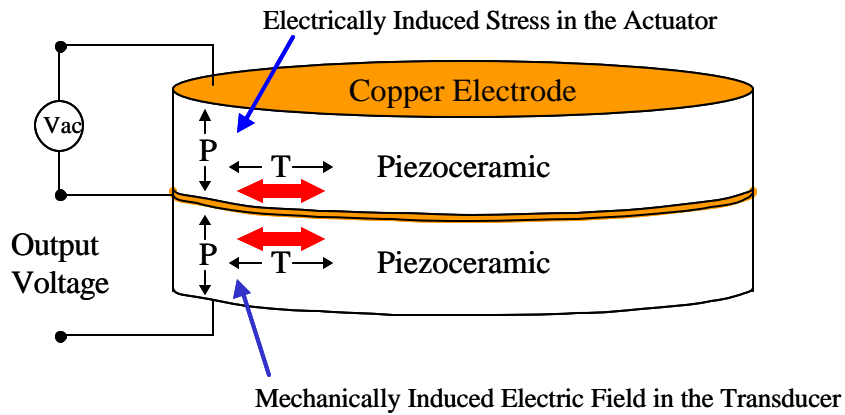 Electrically Induced Stress in the Actuator
Copper Electrode
Vac
P
T
Piezoceramic
Output
Voltage
P
T
Piezoceramic
Mechanically Induced Electric Field in the Transducer